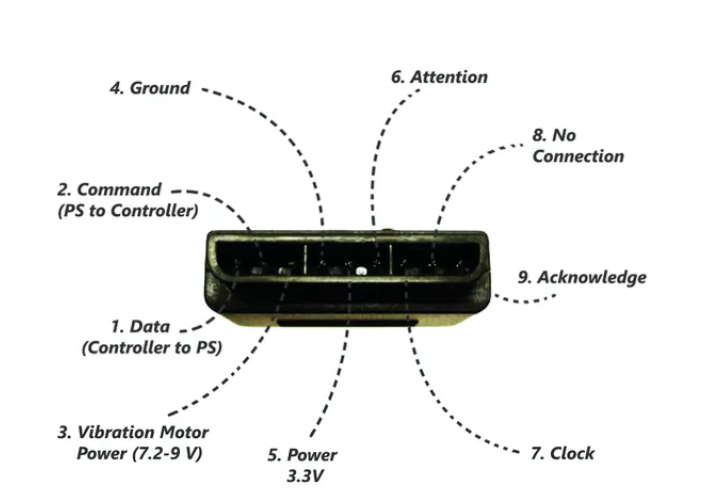 4. Ground
6. Attention
8. No
Connection
2. Command
(PS to Controller)
9. Acknowledge
1. Data
(Controller to PS)
3. Vibration Motor
Power (7.2-9 V)
5. Power
3.3V
7. Clock